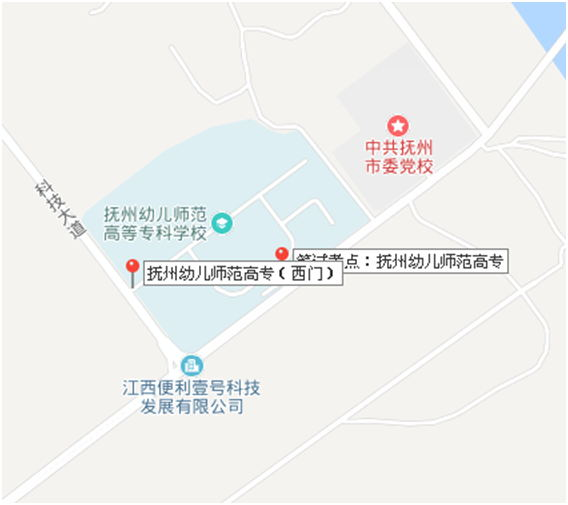 中共抚州
市委党校
科技大道
抚州幼儿师范
高等专科学校
笔试考点：抚州幼儿师范高专
抚州幼儿师范高专（西门）
江西便利壹号科技
发展有限公司